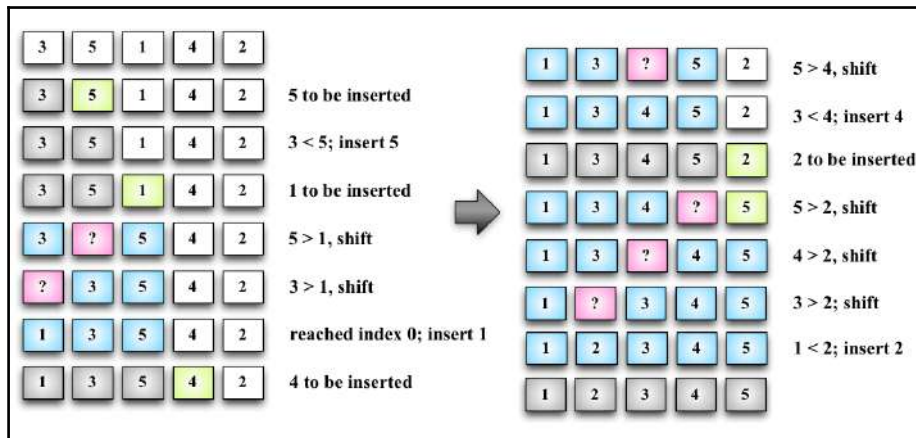 3 5 1 4 2
3 5 1 4 2 5 to be inserted
3 5 1 4 2 3 < 5; insert 5
3 5 1 4 2 1 to be inserted
3 ? 5 4 2 5 > 1, shift
? 3 5 4 2 3 > 1, shift
1 3 5 4 2 reached index 0; insert 1
1 3 5 4 2 4 to be inserted
1 3 ? 5 2 5 > 4, shift
1 3 4 5 2 3 < 4; insert 4
1 3 4 5 2 2 to be inserted
1 3 4 ? 5 5 > 2, shift
1 3 ? 4 5 4 > 2, shift
1 ? 3 4 5 3 > 2; shift
1 2 3 4 5 1 < 2; insert 2
1 2 3 4 5